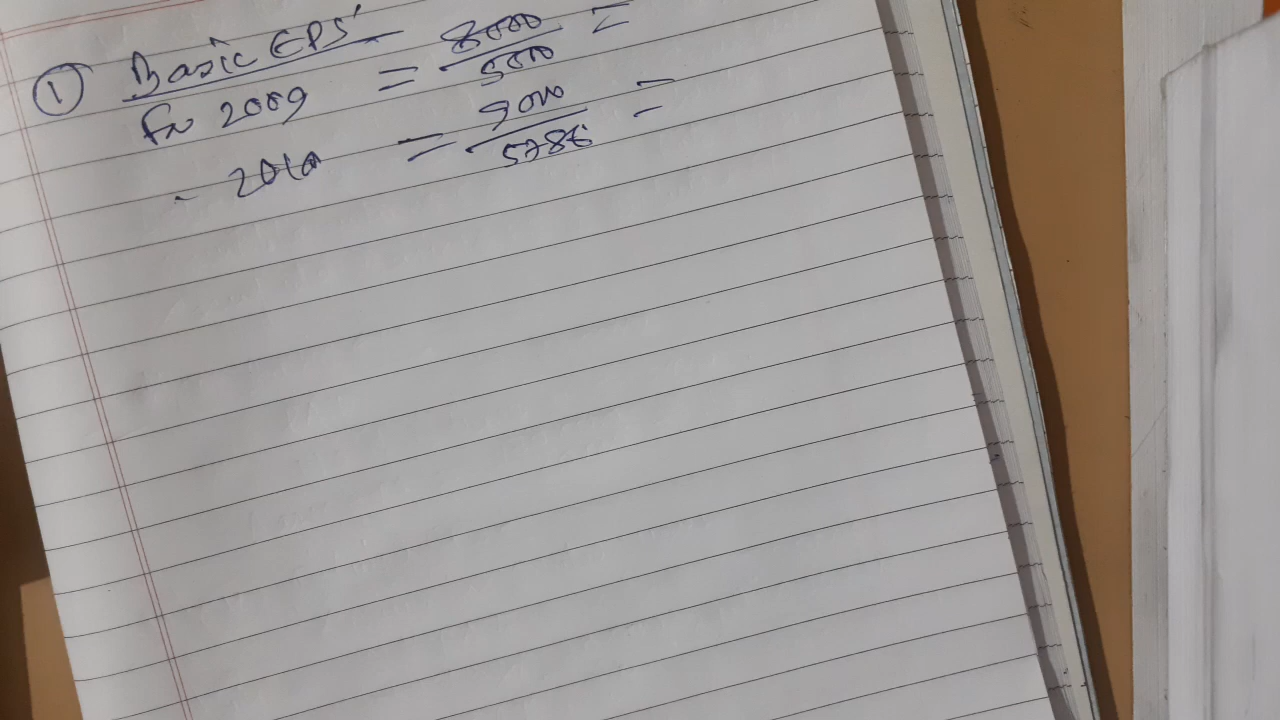 ① Basic EPS
for 2009 = 8000/5000 =
- 2010 = 9000/5786 =